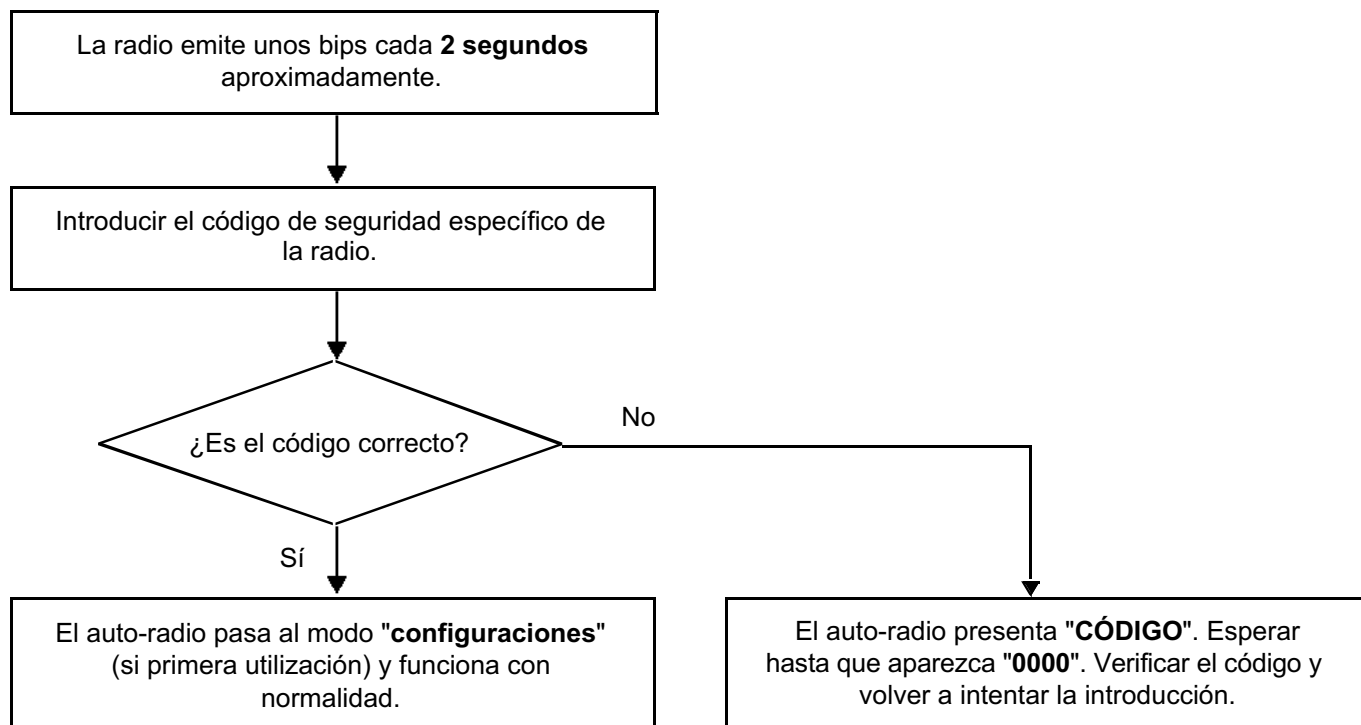 La radio emite unos bips cada 2 segundos
aproximadamente.
Introducir el código de seguridad específico de
la radio.
¿Es el código correcto?
No
Sí
El auto-radio pasa al modo "configuraciones"
(si primera utilización) y funciona con
normalidad.
El auto-radio presenta "CÓDIGO". Esperar
hasta que aparezca "0000". Verificar el código y
volver a intentar la introducción.